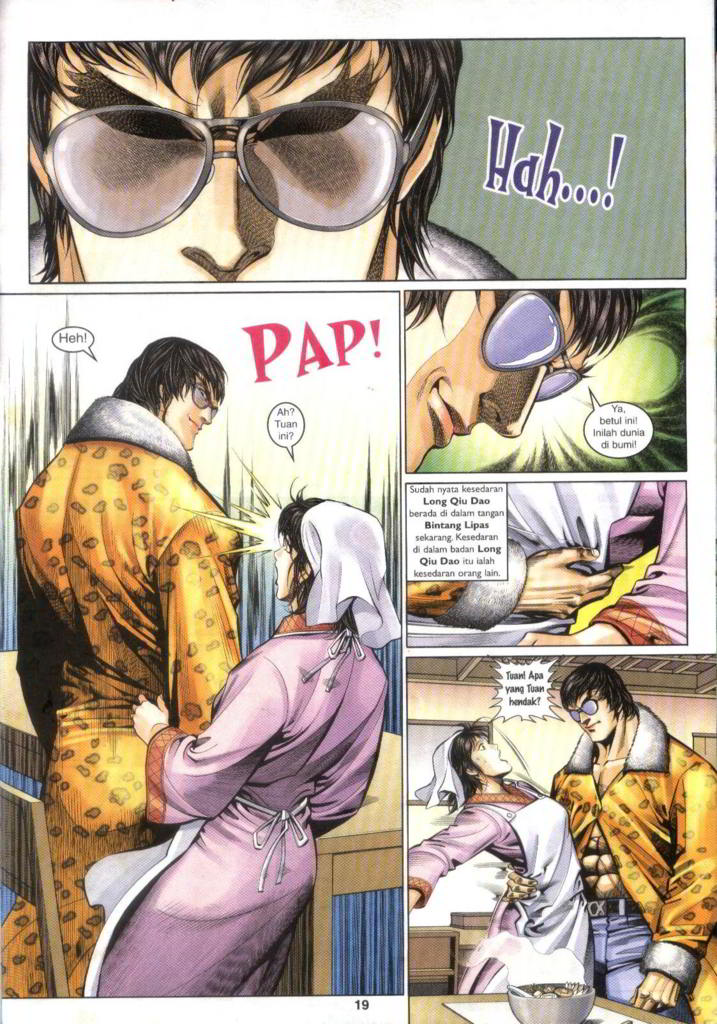 Hah....!
Heh!
PAP!
Ah?
Tuan
ini?
Ya,
betul ini!
Inilah dunia
di bumi!
Sudah nyata kesedaran
Long Qiu Dao
berada di dalam tangan
Bintang Lipas
sekarang. Kesedaran
di dalam badan Long
Qiu Dao itu ialah
kesedaran orang lain.
Tuan! Apa
yang Tuan
hendak?
19